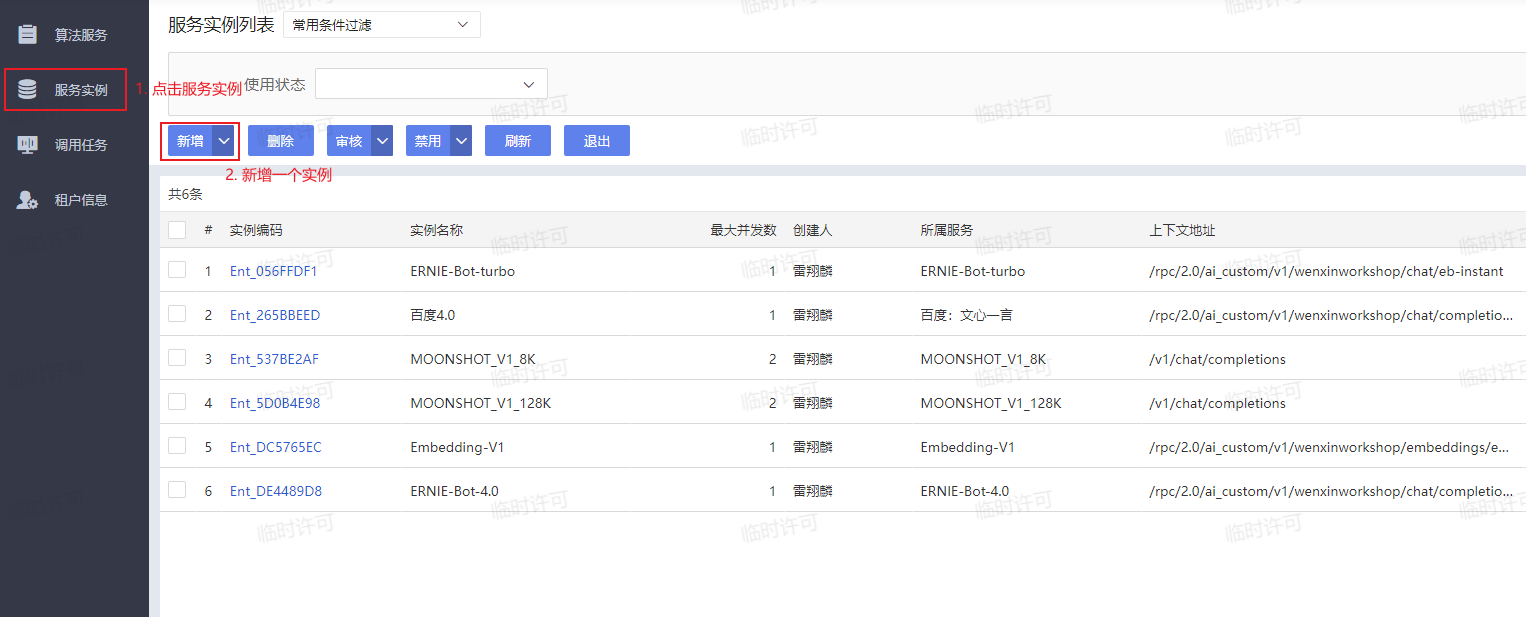 算法服务
服务实例
调用任务
租户信息
服务实例列表 常用条件过滤
1. 点击服务实例 使用状态
新增 删除 审核 禁用 刷新 退出
2. 新增一个实例
共6条
# 实例编码 实例名称 最大并发数 创建人 所属服务 上下文地址
1 Ent_056FFDF1 ERNIE-Bot-turbo 1 雷翔麟 ERNIE-Bot-turbo /rpc/2.0/ai_custom/v1/wenxinworkshop/chat/eb-instant
2 Ent_265BBEED 百度4.0 1 雷翔麟 百度：文心一言 /rpc/2.0/ai_custom/v1/wenxinworkshop/chat/completio...
3 Ent_537BE2AF MOONSHOT_V1_8K 2 雷翔麟 MOONSHOT_V1_8K /v1/chat/completions
4 Ent_5D0B4E98 MOONSHOT_V1_128K 2 雷翔麟 MOONSHOT_V1_128K /v1/chat/completions
5 Ent_DC5765EC Embedding-V1 1 雷翔麟 Embedding-V1 /rpc/2.0/ai_custom/v1/wenxinworkshop/embeddings/e...
6 Ent_DE4489D8 ERNIE-Bot-4.0 1 雷翔麟 ERNIE-Bot-4.0 /rpc/2.0/ai_custom/v1/wenxinworkshop/chat/completio...
临时许可